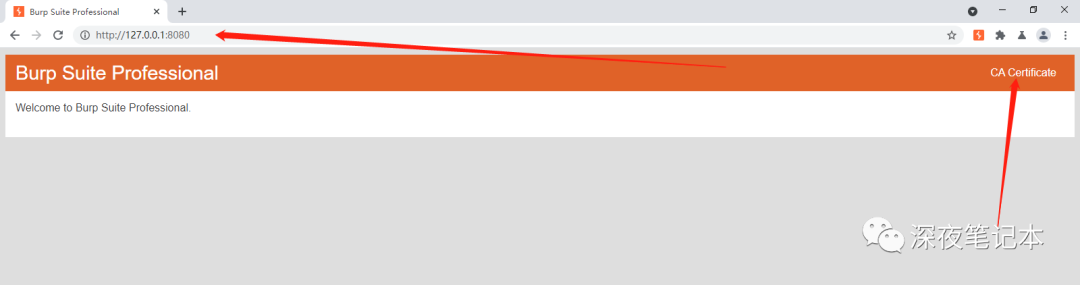 Burp Suite Professional
http://127.0.0.1:8080
Burp Suite Professional
CA Certificate
Welcome to Burp Suite Professional.
深夜笔记本